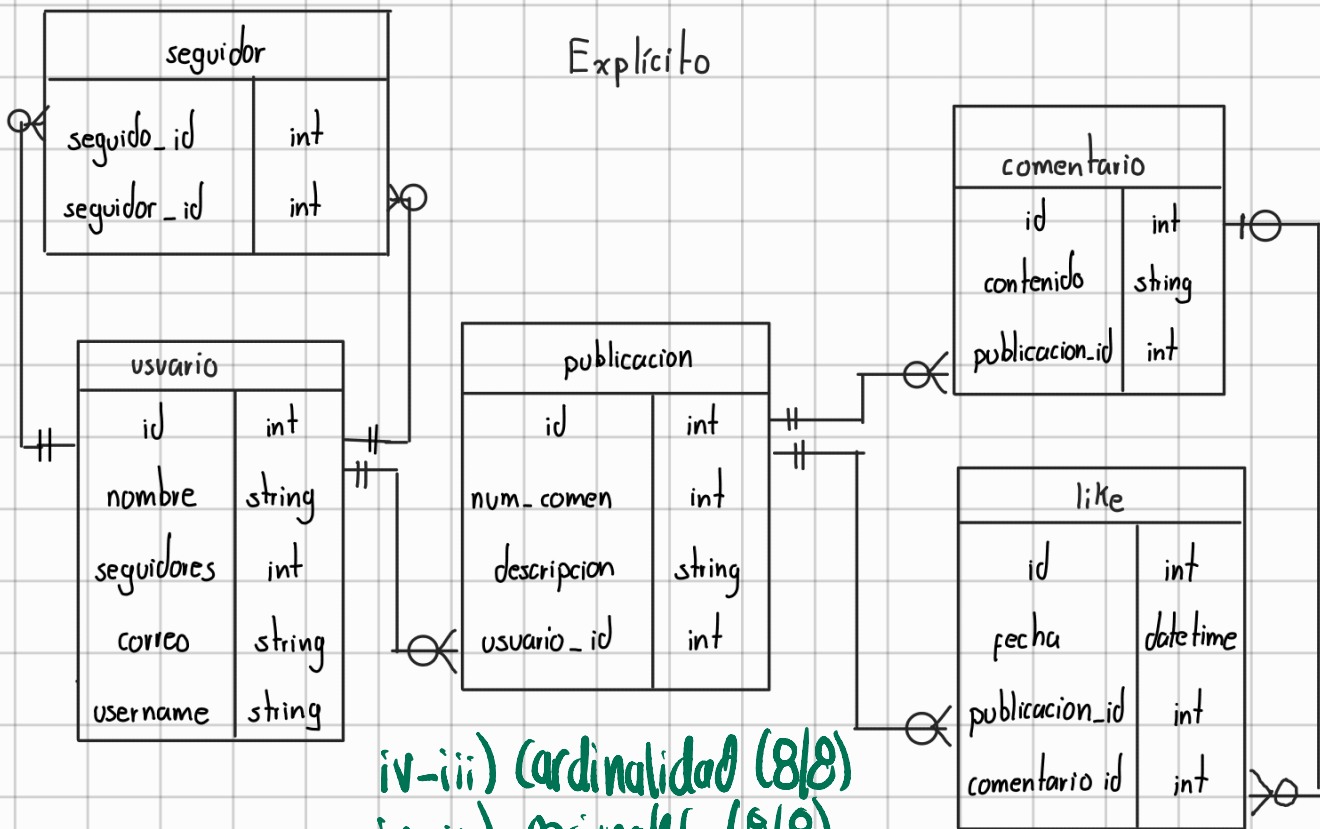 Explícito
seguidor
seguido_id int
seguidor_id int
usuario
id int
nombre string
seguidores int
correo string
username string
publicacion
id int
num_comen int
descripcion string
usuario_id int
comentario
id int
contenido string
publicacion_id int
like
id int
fecha datetime
publicacion_id int
comentario id int
iv-iii) Cardinalidad (8/8)